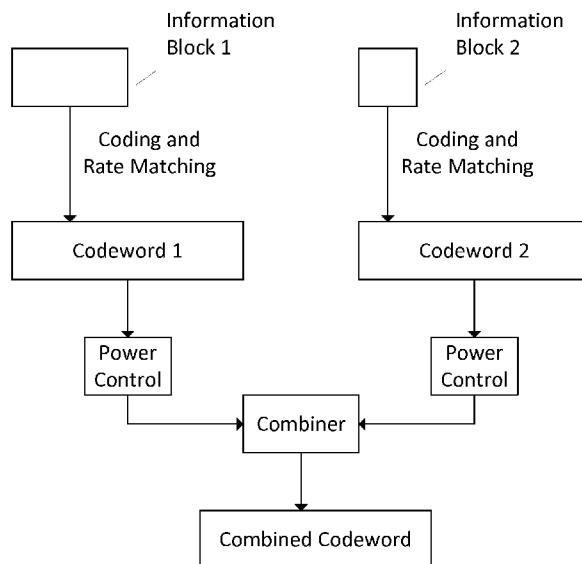 Information
Block 1
Information
Block 2
Coding and
Rate Matching
Coding and
Rate Matching
Codeword 1
Codeword 2
Power
Control
Power
Control
Combiner
Combined Codeword